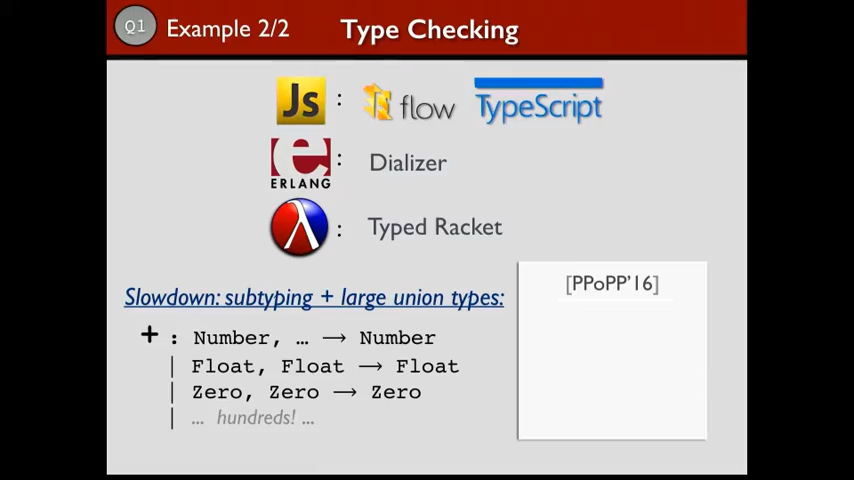 Q1 Example 2/2 Type Checking
JS : flow TypeScript
e ERLANG : Dializer
λ : Typed Racket
Slowdown: subtyping + large union types:
[PPoPP'16]
+ : Number, … → Number
| Float, Float → Float
| Zero, Zero → Zero
| ... hundreds! ...